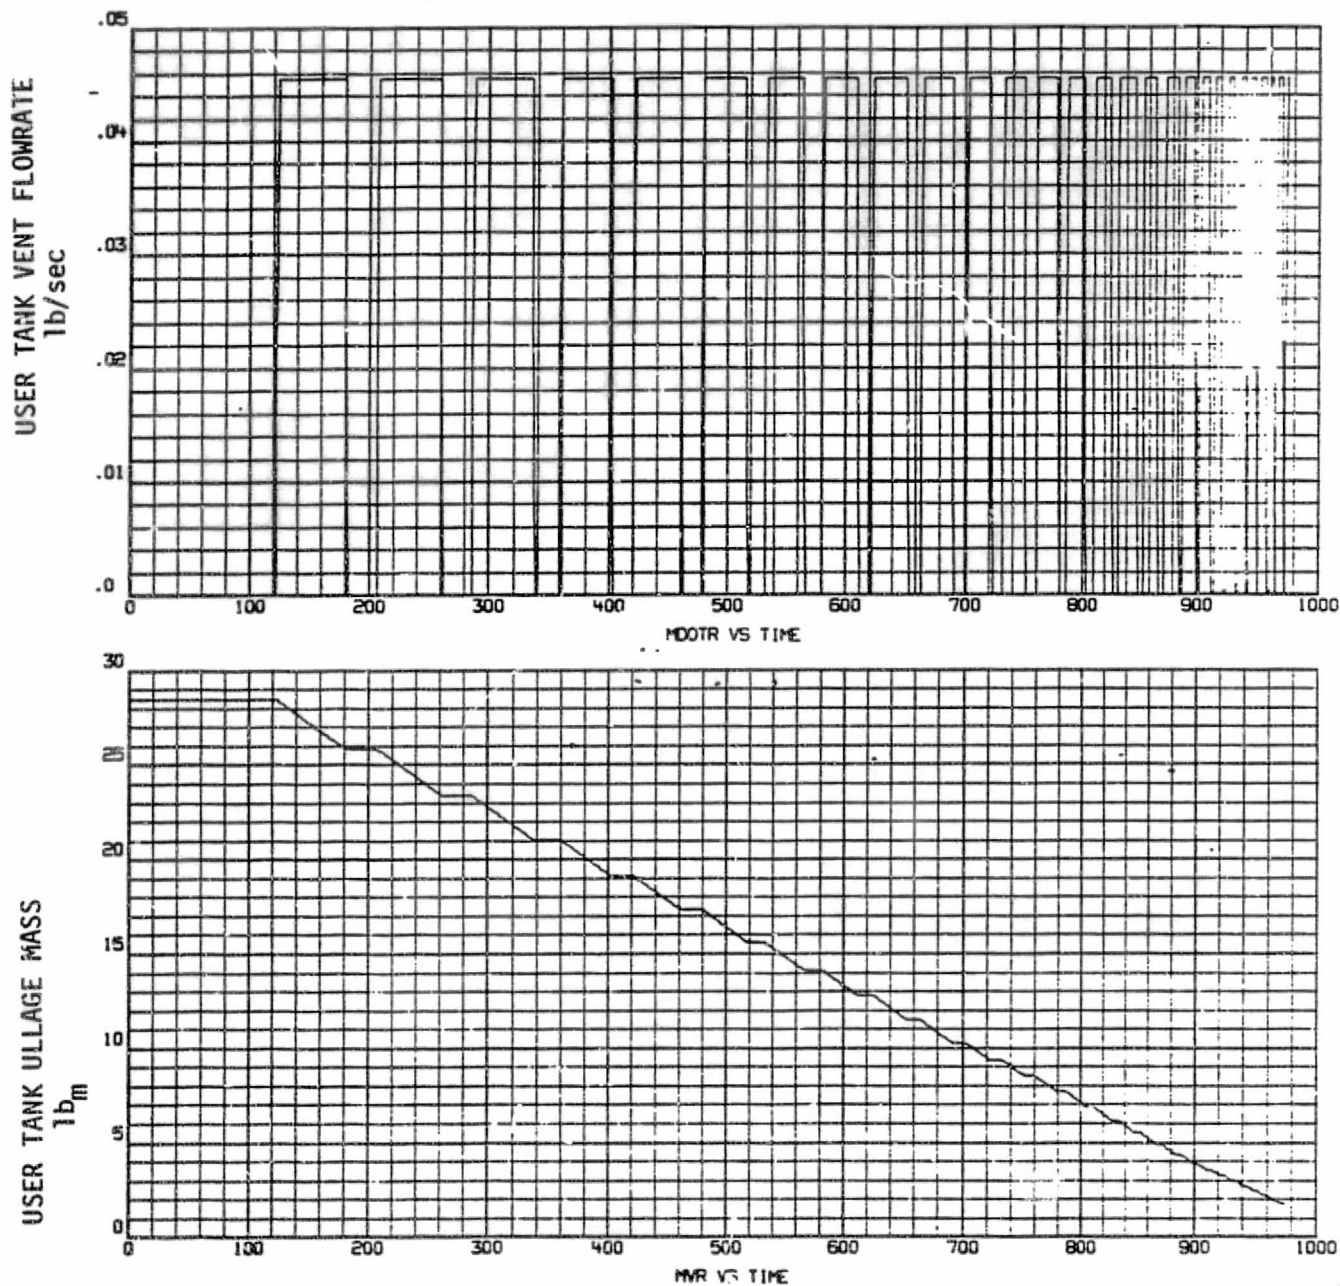 USER TANK VENT FLOWRATE
lb/sec
.05
.04
.03
.02
.01
.0
0 100 200 300 400 500 600 700 800 900 1000
MDOTR VS TIME
USER TANK ULLAGE MASS
lbm
30
25
20
15
10
5
0
0 100 200 300 400 500 600 700 800 900 1000
MVR VS TIME